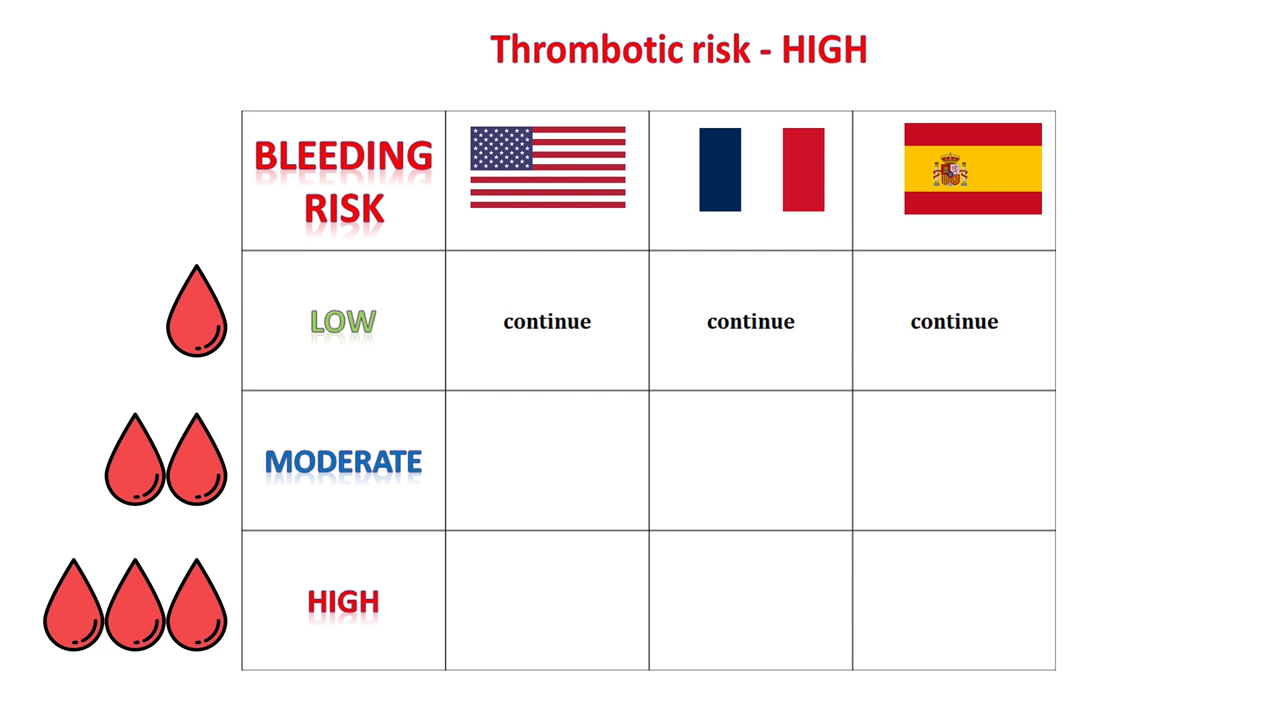 Thrombotic risk - HIGH
BLEEDING
RISK
LOW
continue
continue
continue
MODERATE
HIGH